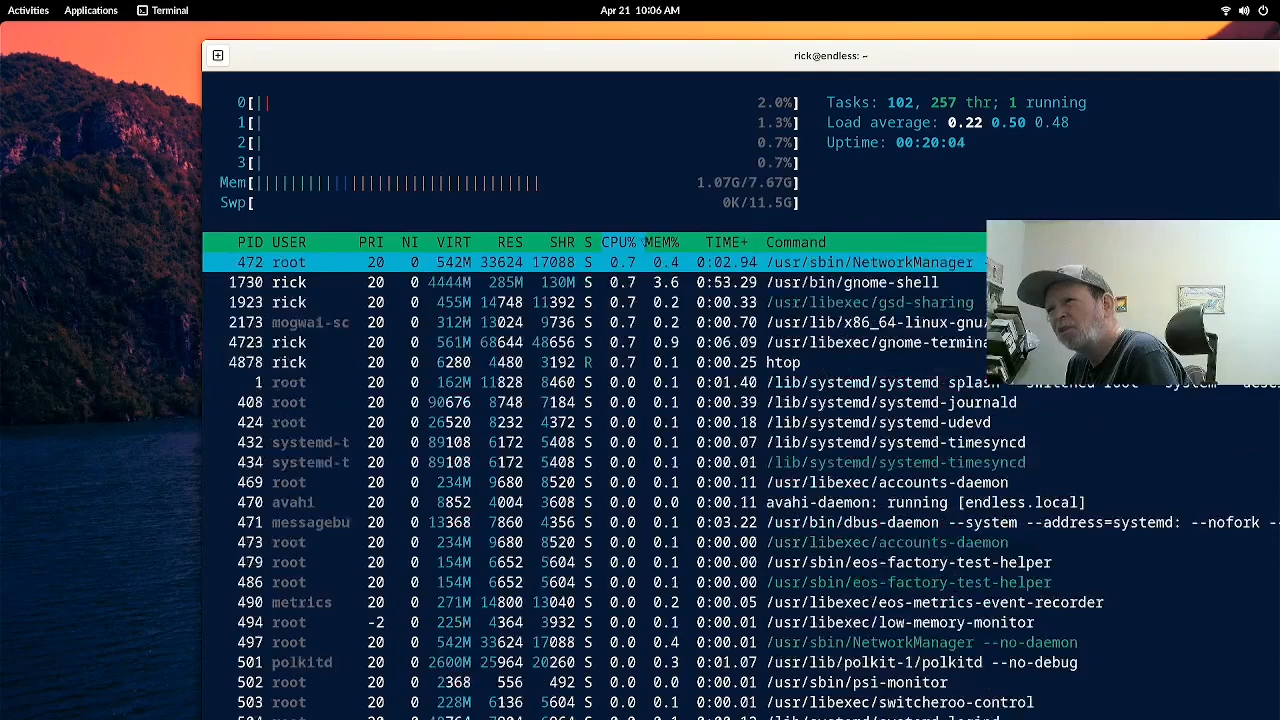 Activities Applications Terminal Apr 21 10:06 AM
rick@endless: ~
0[|| 2.0%] Tasks: 102, 257 thr; 1 running
1[| 1.3%] Load average: 0.22 0.50 0.48
2[| 0.7%] Uptime: 00:20:04
3[| 0.7%]
Mem[||||||||||||||||||||||||||||||| 1.07G/7.67G]
Swp[ 0K/11.5G]
PID USER PRI NI VIRT RES SHR S CPU% MEM% TIME+ Command
472 root 20 0 542M 33624 17088 S 0.7 0.4 0:02.94 /usr/sbin/NetworkManager
1730 rick 20 0 4444M 285M 130M S 0.7 3.6 0:53.29 /usr/bin/gnome-shell
1923 rick 20 0 455M 14748 11392 S 0.7 0.2 0:00.33 /usr/libexec/gsd-sharing
2173 mogwai-sc 20 0 312M 13024 9736 S 0.7 0.2 0:00.70 /usr/lib/x86_64-linux-gnu/
4723 rick 20 0 561M 68644 48656 S 0.7 0.9 0:06.09 /usr/libexec/gnome-termina
4878 rick 20 0 6280 4480 3192 R 0.7 0.1 0:00.25 htop
1 root 20 0 162M 11828 8460 S 0.0 0.1 0:01.40 /lib/systemd/systemd splash --switched-root --system --dese
408 root 20 0 90676 8748 7184 S 0.0 0.1 0:00.39 /lib/systemd/systemd-journald
424 root 20 0 26520 8232 4372 S 0.0 0.1 0:00.18 /lib/systemd/systemd-udevd
432 systemd-t 20 0 89108 6172 5408 S 0.0 0.1 0:00.07 /lib/systemd/systemd-timesyncd
434 systemd-t 20 0 89108 6172 5408 S 0.0 0.1 0:00.01 /lib/systemd/systemd-timesyncd
469 root 20 0 234M 9680 8520 S 0.0 0.1 0:00.11 /usr/libexec/accounts-daemon
470 avahi 20 0 8852 4004 3608 S 0.0 0.0 0:00.11 avahi-daemon: running [endless.local]
471 messagebu 20 0 13368 7860 4356 S 0.0 0.1 0:03.22 /usr/bin/dbus-daemon --system --address=systemd: --nofork -
473 root 20 0 234M 9680 8520 S 0.0 0.1 0:00.01 /usr/libexec/accounts-daemon
479 root 20 0 154M 6652 5604 S 0.0 0.1 0:00.01 /usr/sbin/eos-factory-test-helper
486 root 20 0 154M 6652 5604 S 0.0 0.1 0:00.01 /usr/sbin/eos-factory-test-helper
490 metrics 20 0 271M 14800 13040 S 0.0 0.2 0:00.05 /usr/libexec/eos-metrics-event-recorder
494 root -2 0 225M 4364 3932 S 0.0 0.1 0:00.01 /usr/libexec/low-memory-monitor
497 root 20 0 542M 33624 17088 S 0.0 0.4 0:00.01 /usr/sbin/NetworkManager --no-daemon
501 polkitd 20 0 2600M 25964 20260 S 0.0 0.3 0:01.07 /usr/lib/polkit-1/polkitd --no-debug
502 root 20 0 2368 556 492 S 0.0 0.0 0:00.01 /usr/sbin/psi-monitor
503 root 20 0 228M 6136 5604 S 0.0 0.1 0:00.01 /usr/libexec/switcheroo-control